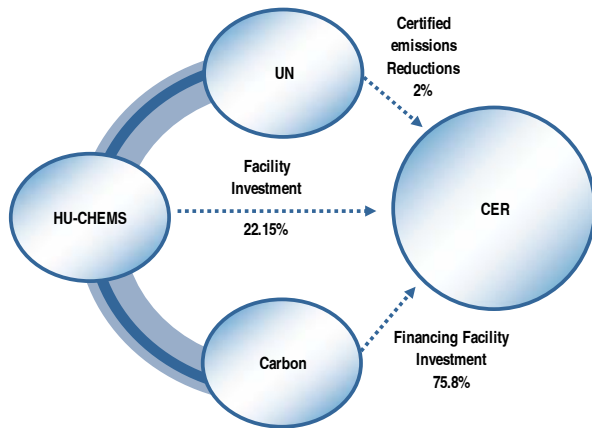 Certified
emissions
Reductions
2%
UN
Facility
Investment
22.15%
HU-CHEMS
CER
Carbon
Financing Facility
Investment
75.8%